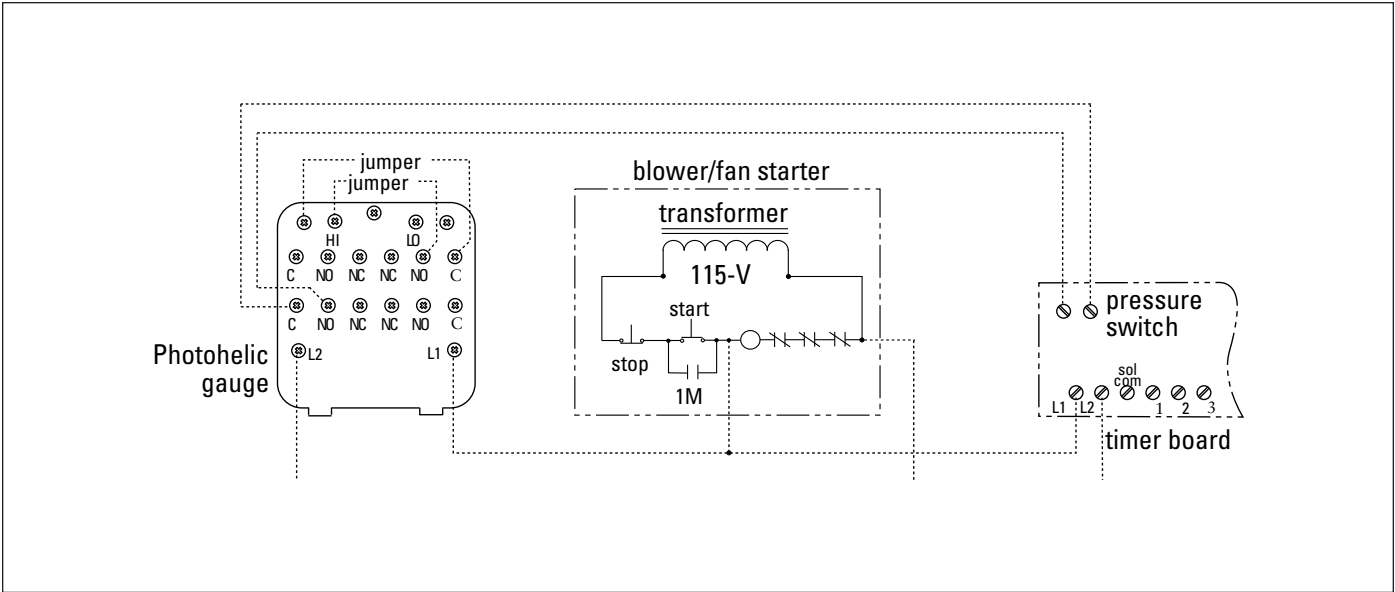 jumper
jumper
HI
LO
C NO NC NC NO C
C NO NC NC NO C
L2
L1
Photohelic
gauge
blower/fan starter
transformer
115-V
start
stop
1M
pressure
switch
sol
com
L1 L2 1 2 3
timer board